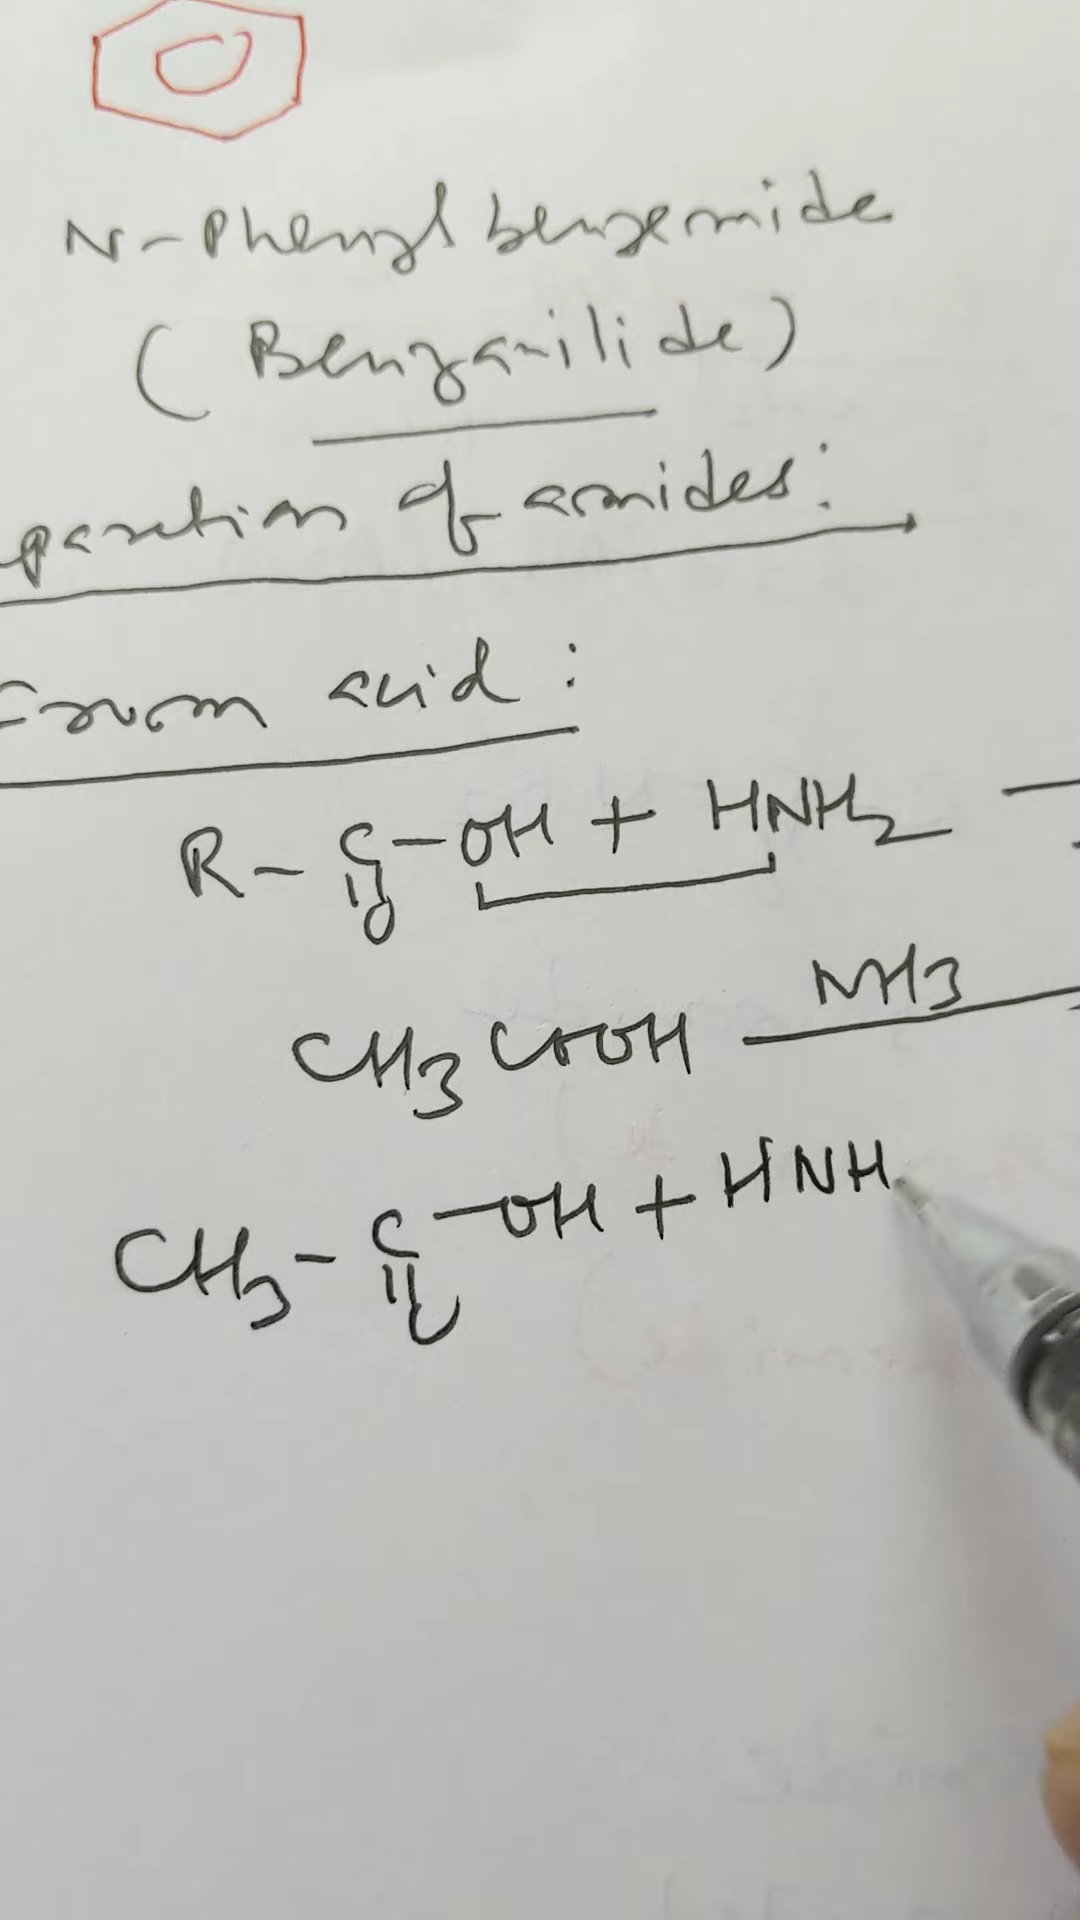 N-Phenyl benzamide
(Benzanilide)
paration of amides:
From acid:
R-C-OH + HNH2
O
NH3
CH3COOH
CH3-C-OH + HNH
O